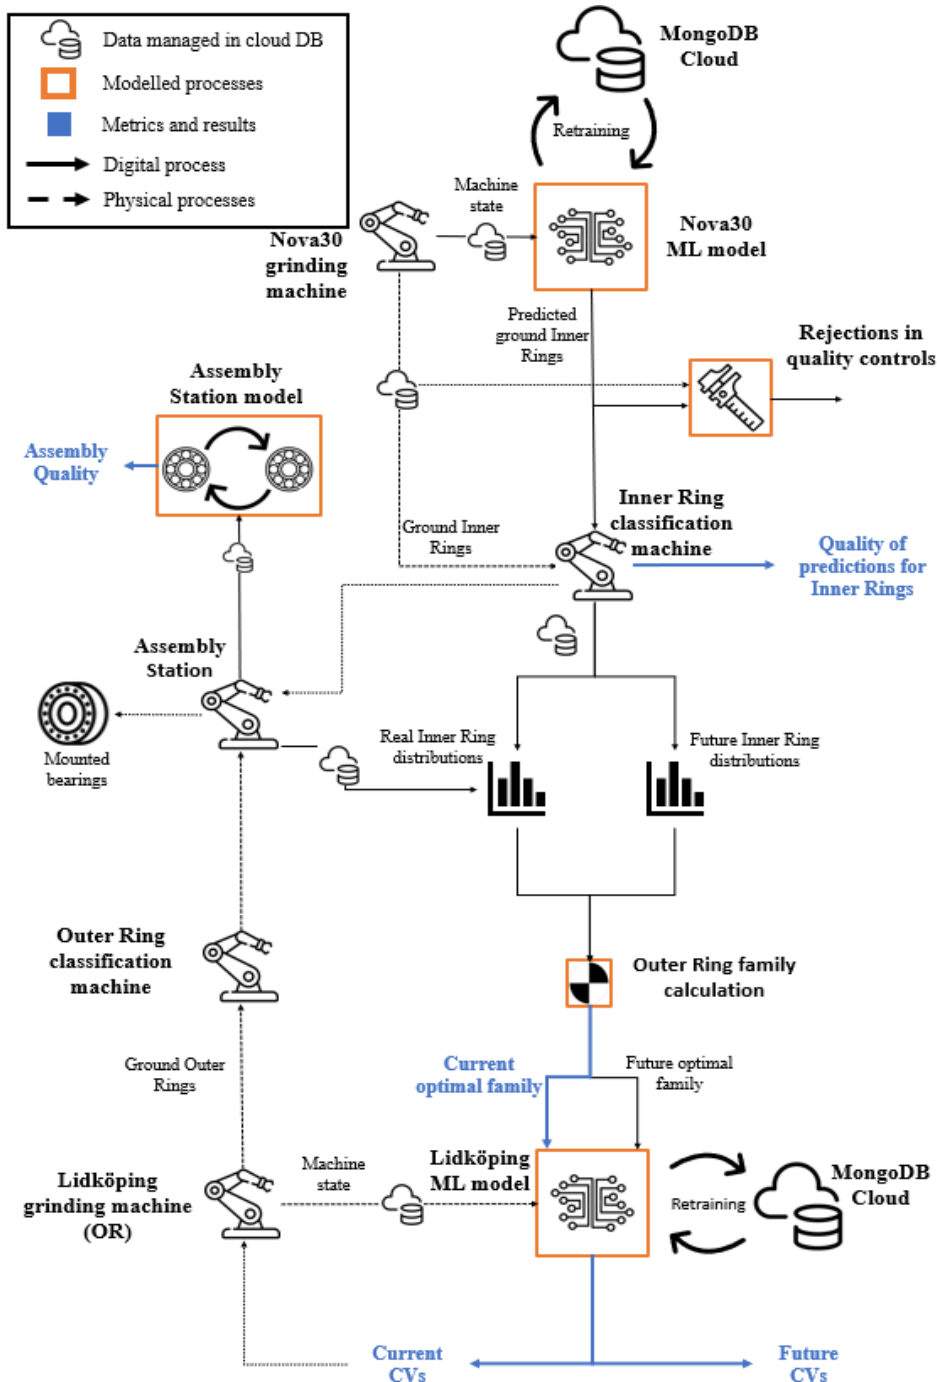 Data managed in cloud DB
Modelled processes
Metrics and results
Digital process
Physical processes
MongoDB
Cloud
Retraining
Machine
state
Nova30
grinding
machine
Nova30
ML model
Predicted
ground Inner
Rings
Rejections in
quality controls
Assembly
Station model
Assembly
Quality
Ground Inner
Rings
Inner Ring
classification
machine
Quality of
predictions for
Inner Rings
Assembly
Station
Mounted
bearings
Real Inner Ring
distributions
Future Inner Ring
distributions
Outer Ring
classification
machine
Outer Ring family
calculation
Ground Outer
Rings
Current
optimal family
Future optimal
family
Lidköping
grinding machine
(OR)
Machine
state
Lidköping
ML model
Retraining
MongoDB
Cloud
Current
CVs
Future
CVs